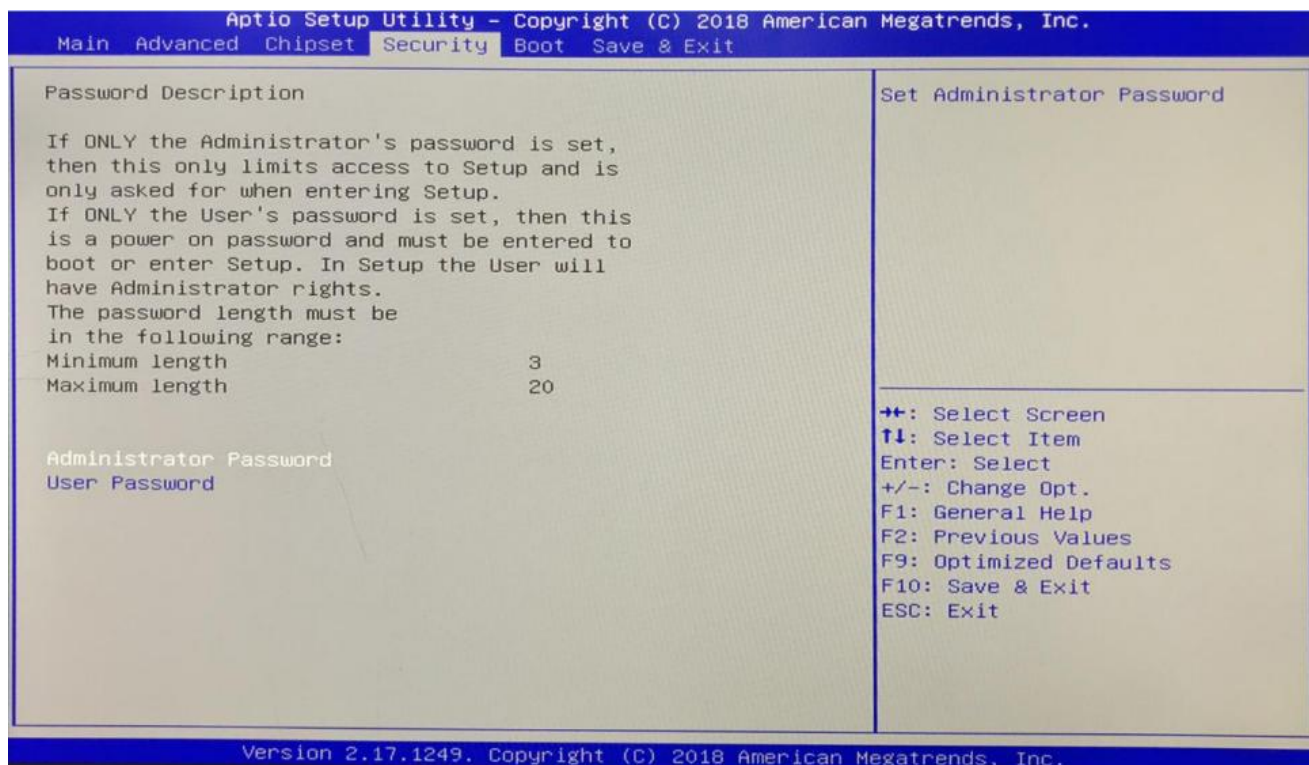 Aptio Setup Utility – Copyright (C) 2018 American Megatrends, Inc.
Main Advanced Chipset Security Boot Save & Exit
Password Description
If ONLY the Administrator's password is set,
then this only limits access to Setup and is
only asked for when entering Setup.
If ONLY the User's password is set, then this
is a power on password and must be entered to
boot or enter Setup. In Setup the User will
have Administrator rights.
The password length must be
in the following range:
Minimum length 3
Maximum length 20
Administrator Password
User Password
Set Administrator Password
→←: Select Screen
↑↓: Select Item
Enter: Select
+/-: Change Opt.
F1: General Help
F2: Previous Values
F9: Optimized Defaults
F10: Save & Exit
ESC: Exit
Version 2.17.1249. Copyright (C) 2018 American Megatrends, Inc.